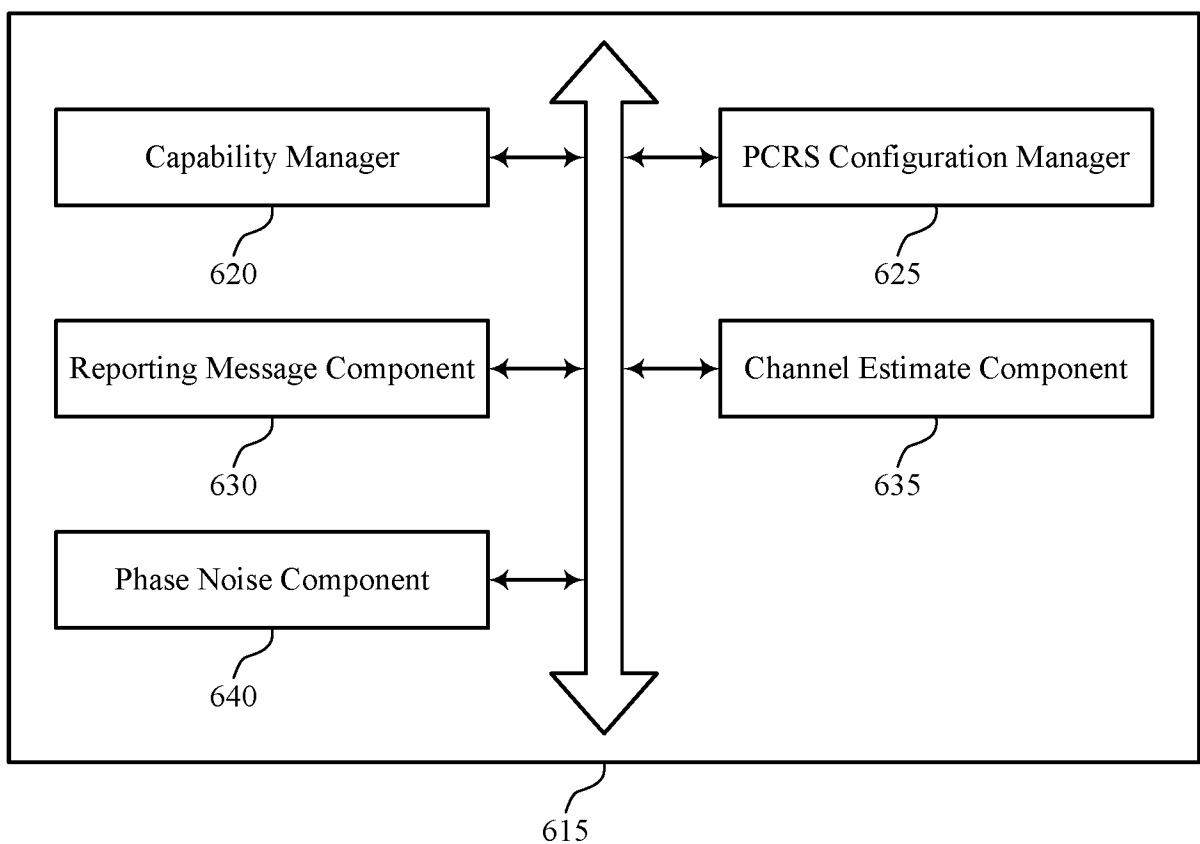 Capability Manager
PCRS Configuration Manager
620
625
Reporting Message Component
Channel Estimate Component
630
635
Phase Noise Component
640
615